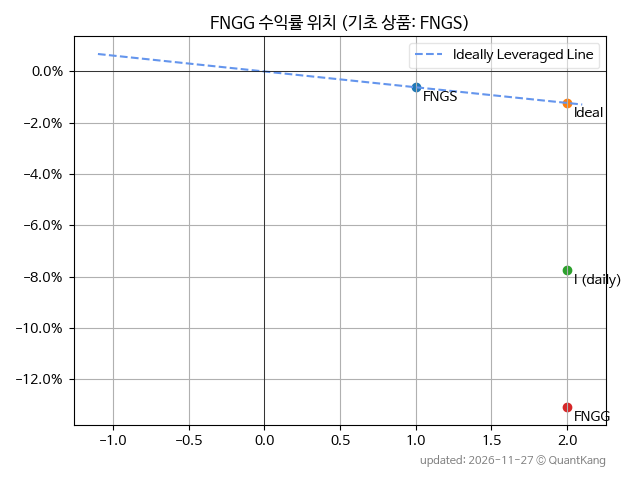 FNGG 수익률 위치 (기초 상품: FNGS)
Ideally Leveraged Line
0.0%
−2.0%
−4.0%
−6.0%
−8.0%
−10.0%
−12.0%
FNGS
Ideal
I (daily)
FNGG
−1.0
−0.5
0.0
0.5
1.0
1.5
2.0
updated: 2026-11-27 © QuantKang